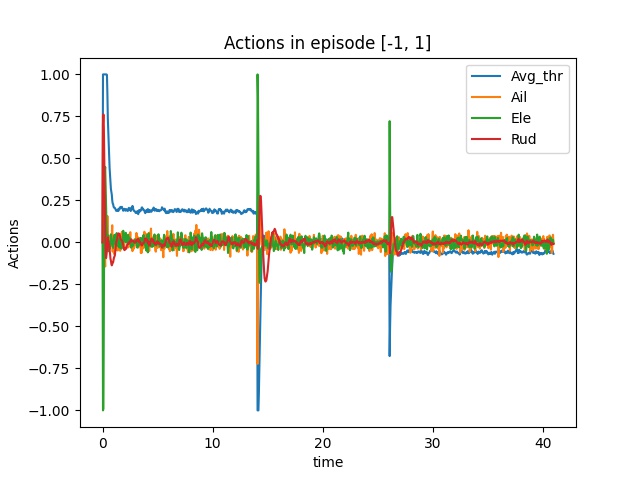 Actions in episode [-1, 1]
Avg_thr
Ail
Ele
Rud
1.00
0.75
0.50
0.25
0.00
−0.25
−0.50
−0.75
−1.00
Actions
0 10 20 30 40
time